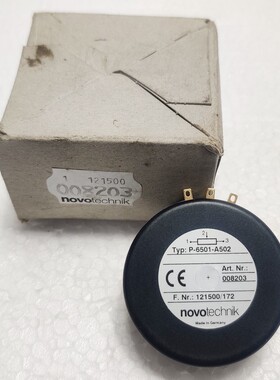 1 121500
008203
novotechnik
1 2 3
Typ: P-6501-A502
CE
Art. Nr.:
008203
F. Nr.: 121500/172
novotechnik
Made in Germany